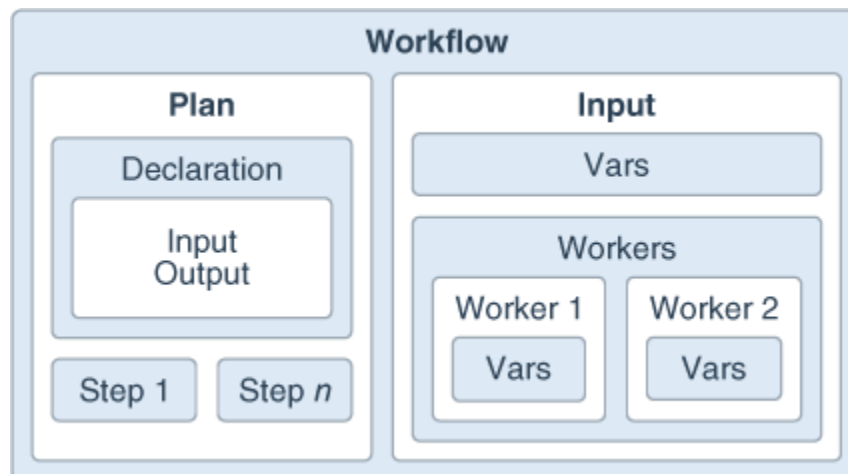 Workflow
Plan
Declaration
Input
Output
Step 1
Step n
Input
Vars
Workers
Worker 1
Vars
Worker 2
Vars